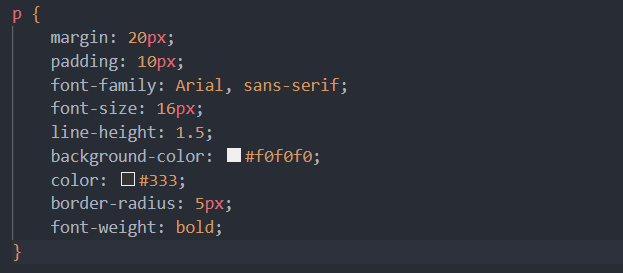 p {
    margin: 20px;
    padding: 10px;
    font-family: Arial, sans-serif;
    font-size: 16px;
    line-height: 1.5;
    background-color: #f0f0f0;
    color: #333;
    border-radius: 5px;
    font-weight: bold;
}